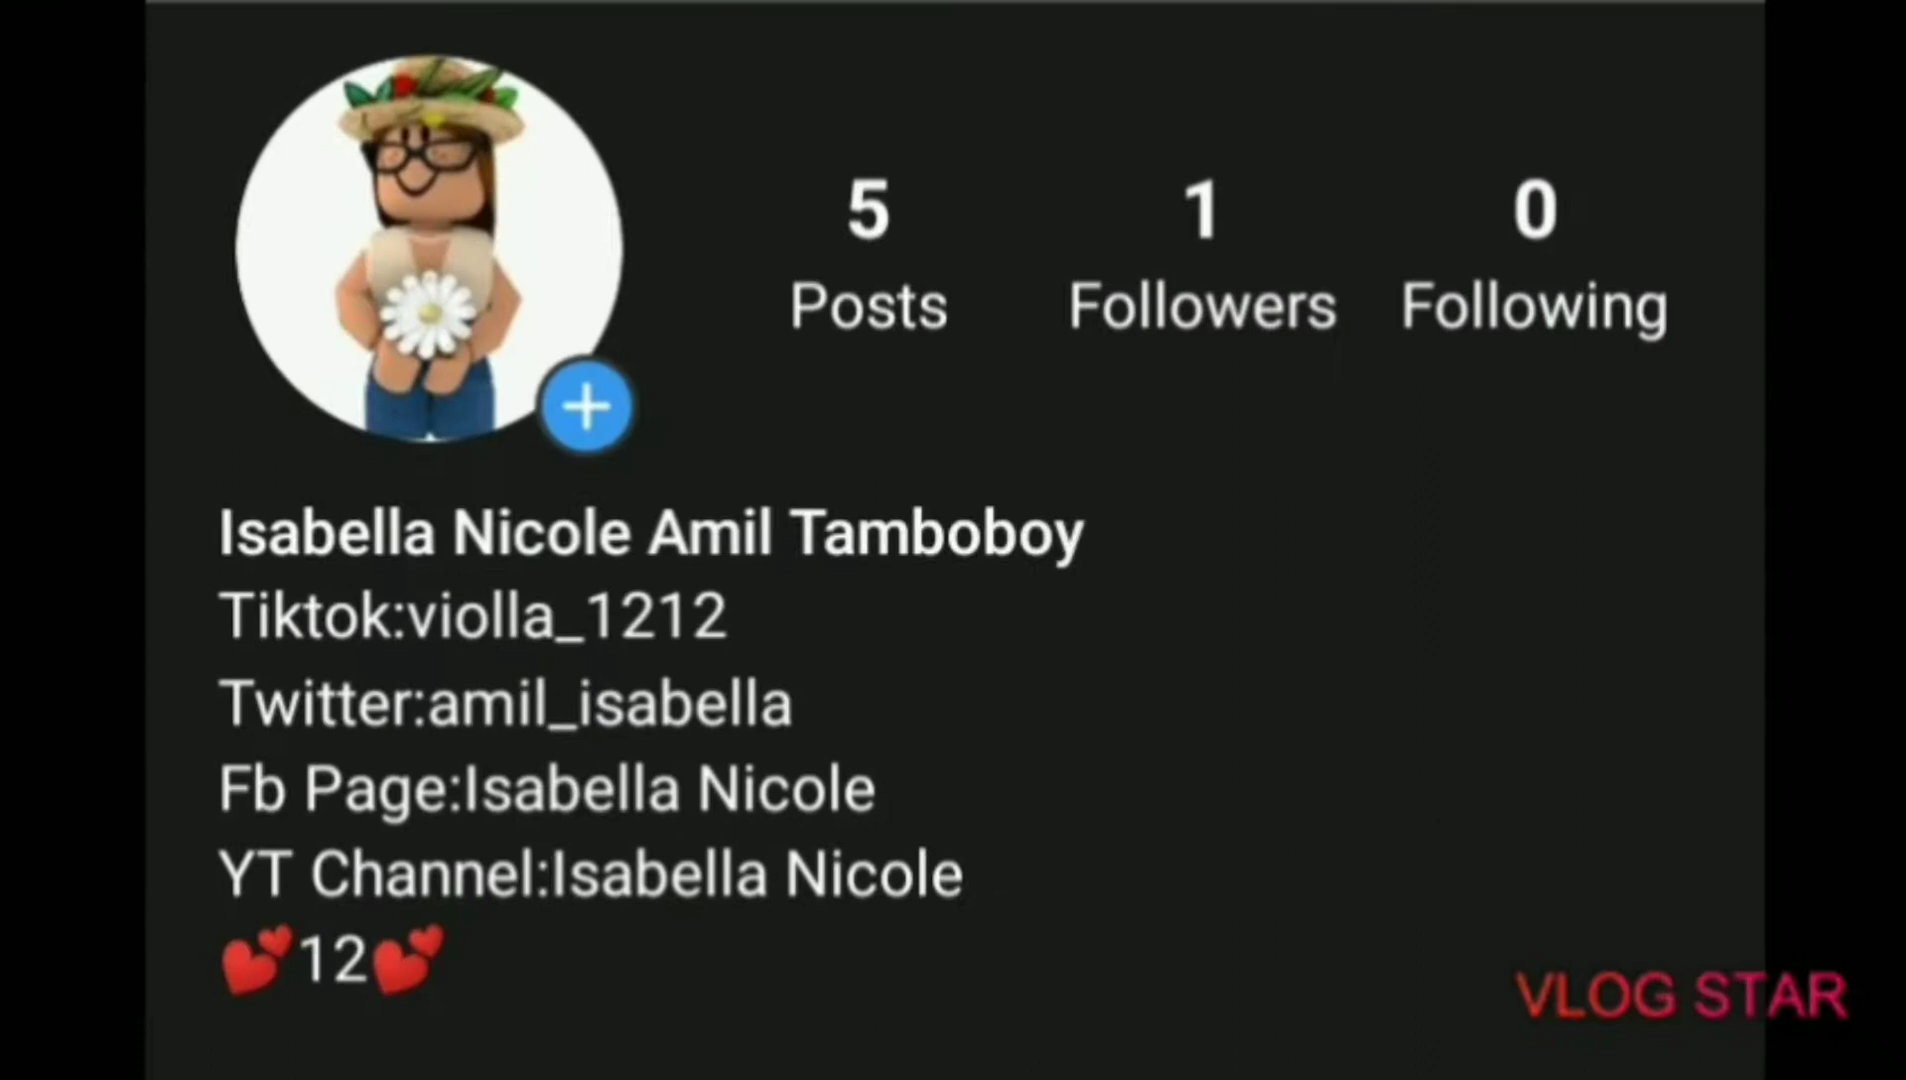 5 1 0
Posts Followers Following
Isabella Nicole Amil Tamboboy
Tiktok:violla_1212
Twitter:amil_isabella
Fb Page:Isabella Nicole
YT Channel:Isabella Nicole
💕12💕
VLOG STAR